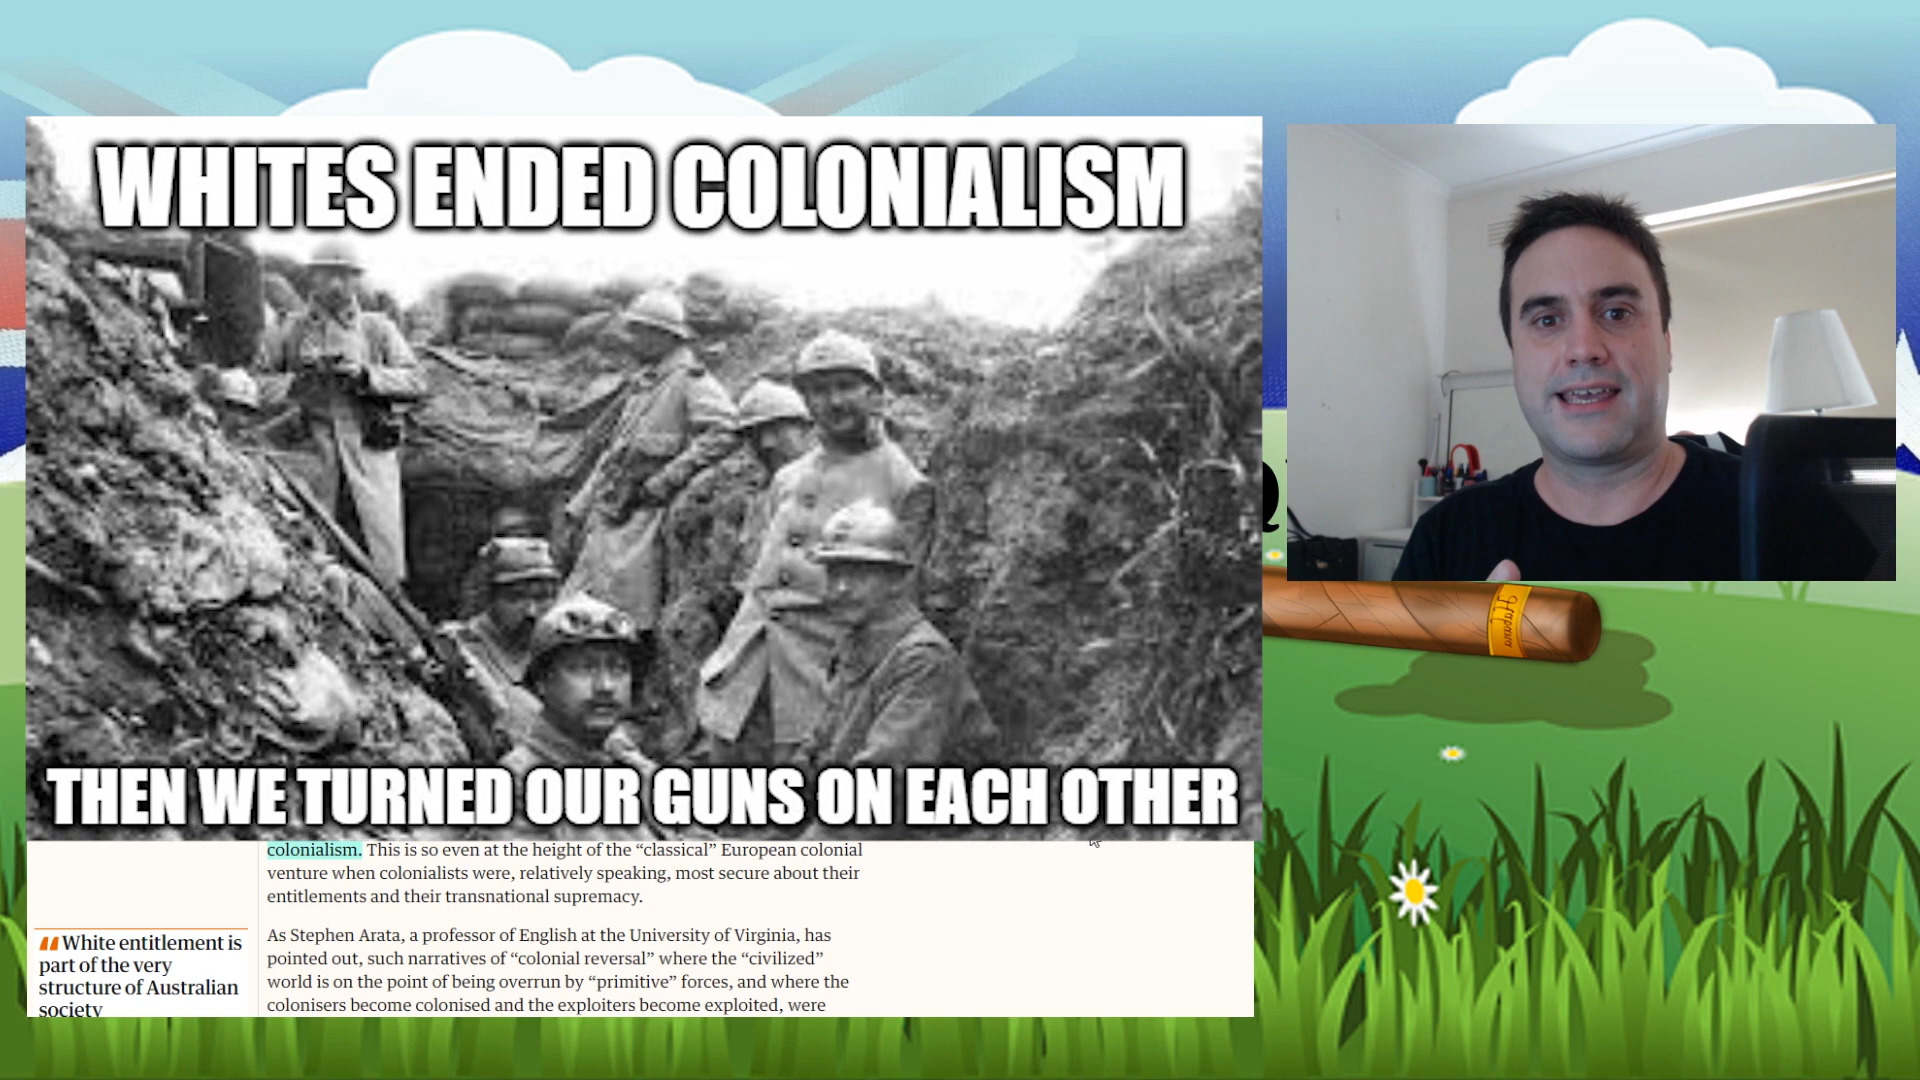 WHITES ENDED COLONIALISM
THEN WE TURNED OUR GUNS ON EACH OTHER
colonialism. This is so even at the height of the “classical” European colonial
venture when colonialists were, relatively speaking, most secure about their
entitlements and their transnational supremacy.
White entitlement is
part of the very
structure of Australian
society
As Stephen Arata, a professor of English at the University of Virginia, has
pointed out, such narratives of “colonial reversal” where the “civilized”
world is on the point of being overrun by “primitive” forces, and where the
colonisers become colonised and the exploiters become exploited, were
Q
Havana